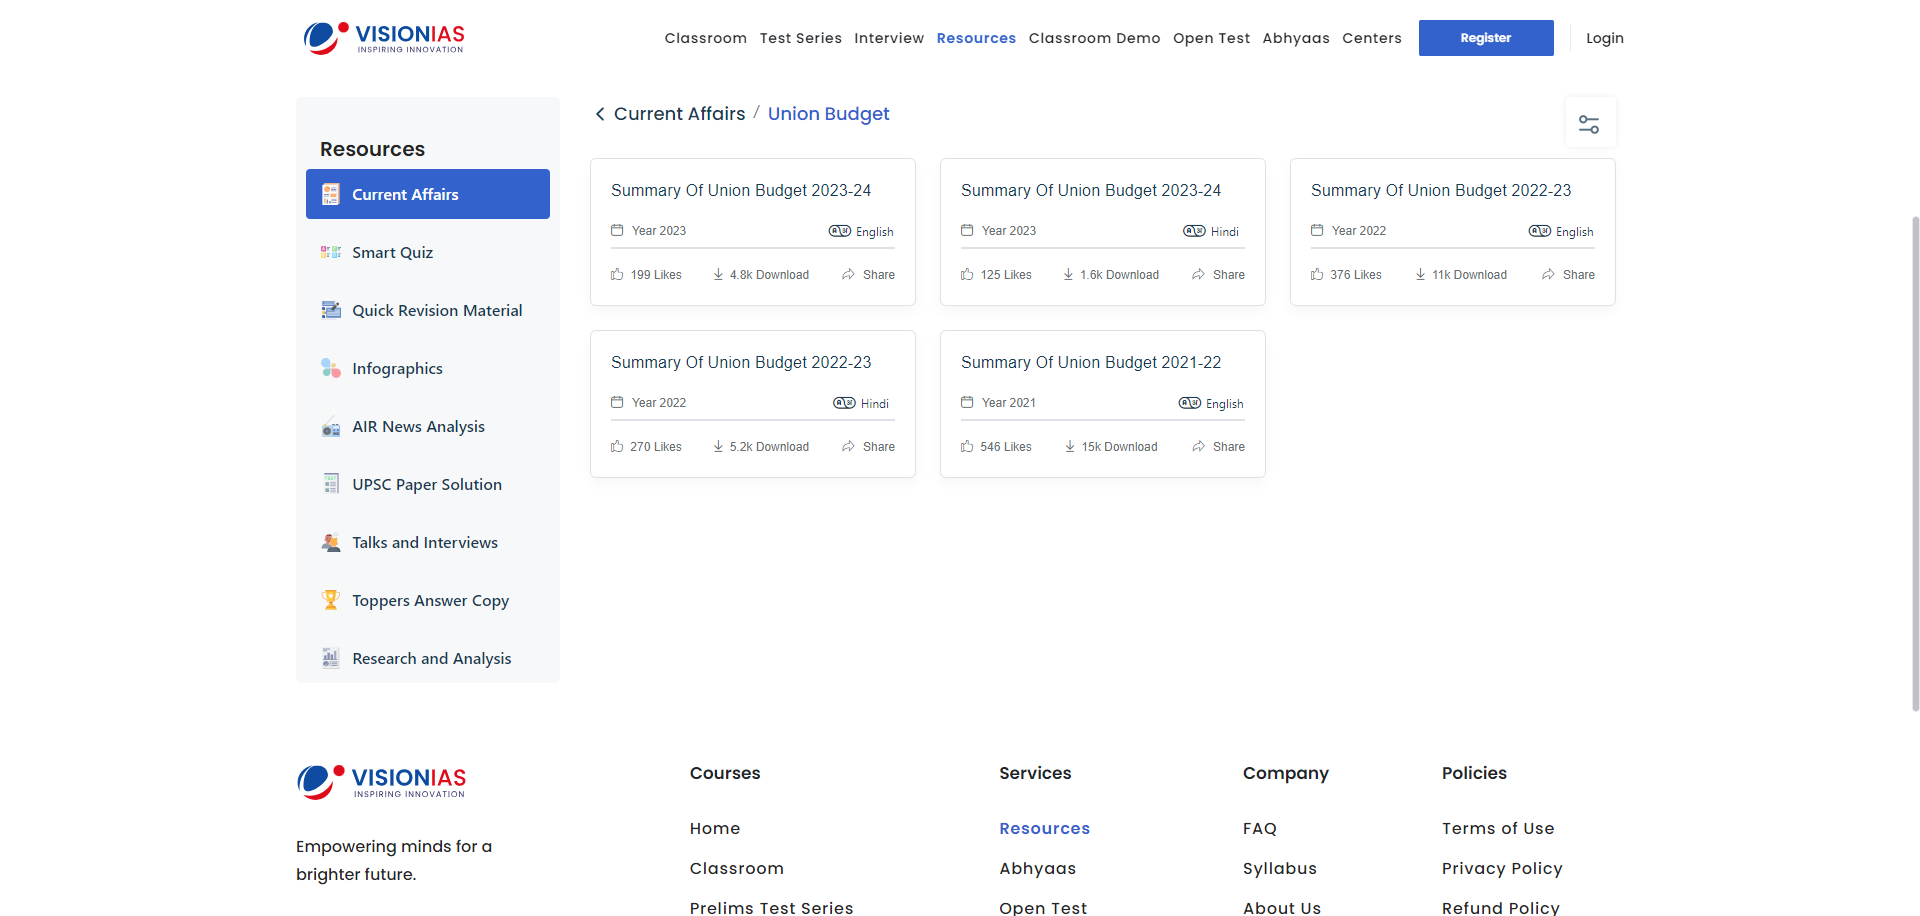 VISIONIAS
INSPIRING INNOVATION
Classroom Test Series Interview Resources Classroom Demo Open Test Abhyaas Centers Register Login
Resources
Current Affairs
Smart Quiz
Quick Revision Material
Infographics
AIR News Analysis
UPSC Paper Solution
Talks and Interviews
Toppers Answer Copy
Research and Analysis
Current Affairs / Union Budget
Summary Of Union Budget 2023-24
Year 2023 English
199 Likes 4.8k Download Share
Summary Of Union Budget 2023-24
Year 2023 Hindi
125 Likes 1.6k Download Share
Summary Of Union Budget 2022-23
Year 2022 English
376 Likes 11k Download Share
Summary Of Union Budget 2022-23
Year 2022 Hindi
270 Likes 5.2k Download Share
Summary Of Union Budget 2021-22
Year 2021 English
546 Likes 15k Download Share
VISIONIAS
INSPIRING INNOVATION
Empowering minds for a
brighter future.
Courses
Home
Classroom
Prelims Test Series
Services
Resources
Abhyaas
Open Test
Company
FAQ
Syllabus
About Us
Policies
Terms of Use
Privacy Policy
Refund Policy